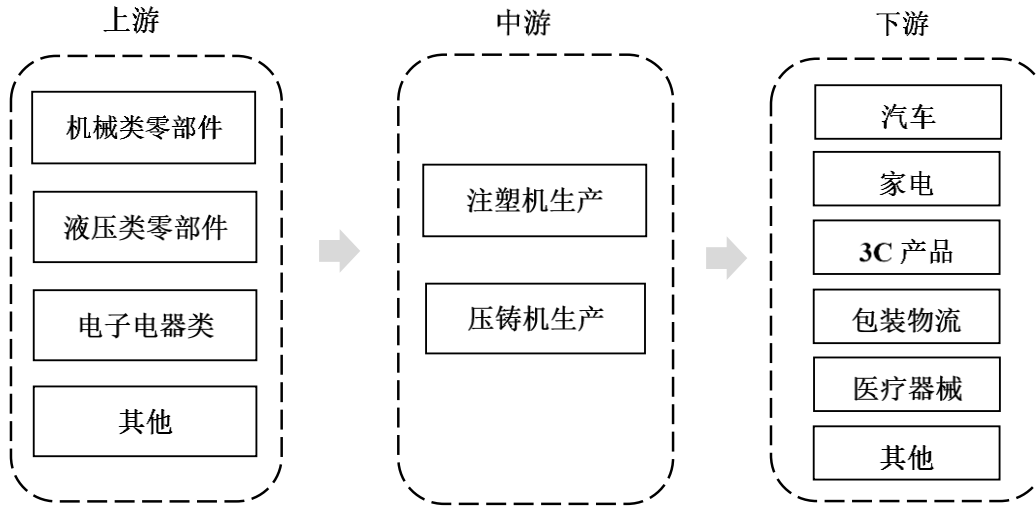 上游
机械类零部件
液压类零部件
电子电器类
其他
中游
注塑机生产
压铸机生产
下游
汽车
家电
3C 产品
包装物流
医疗器械
其他